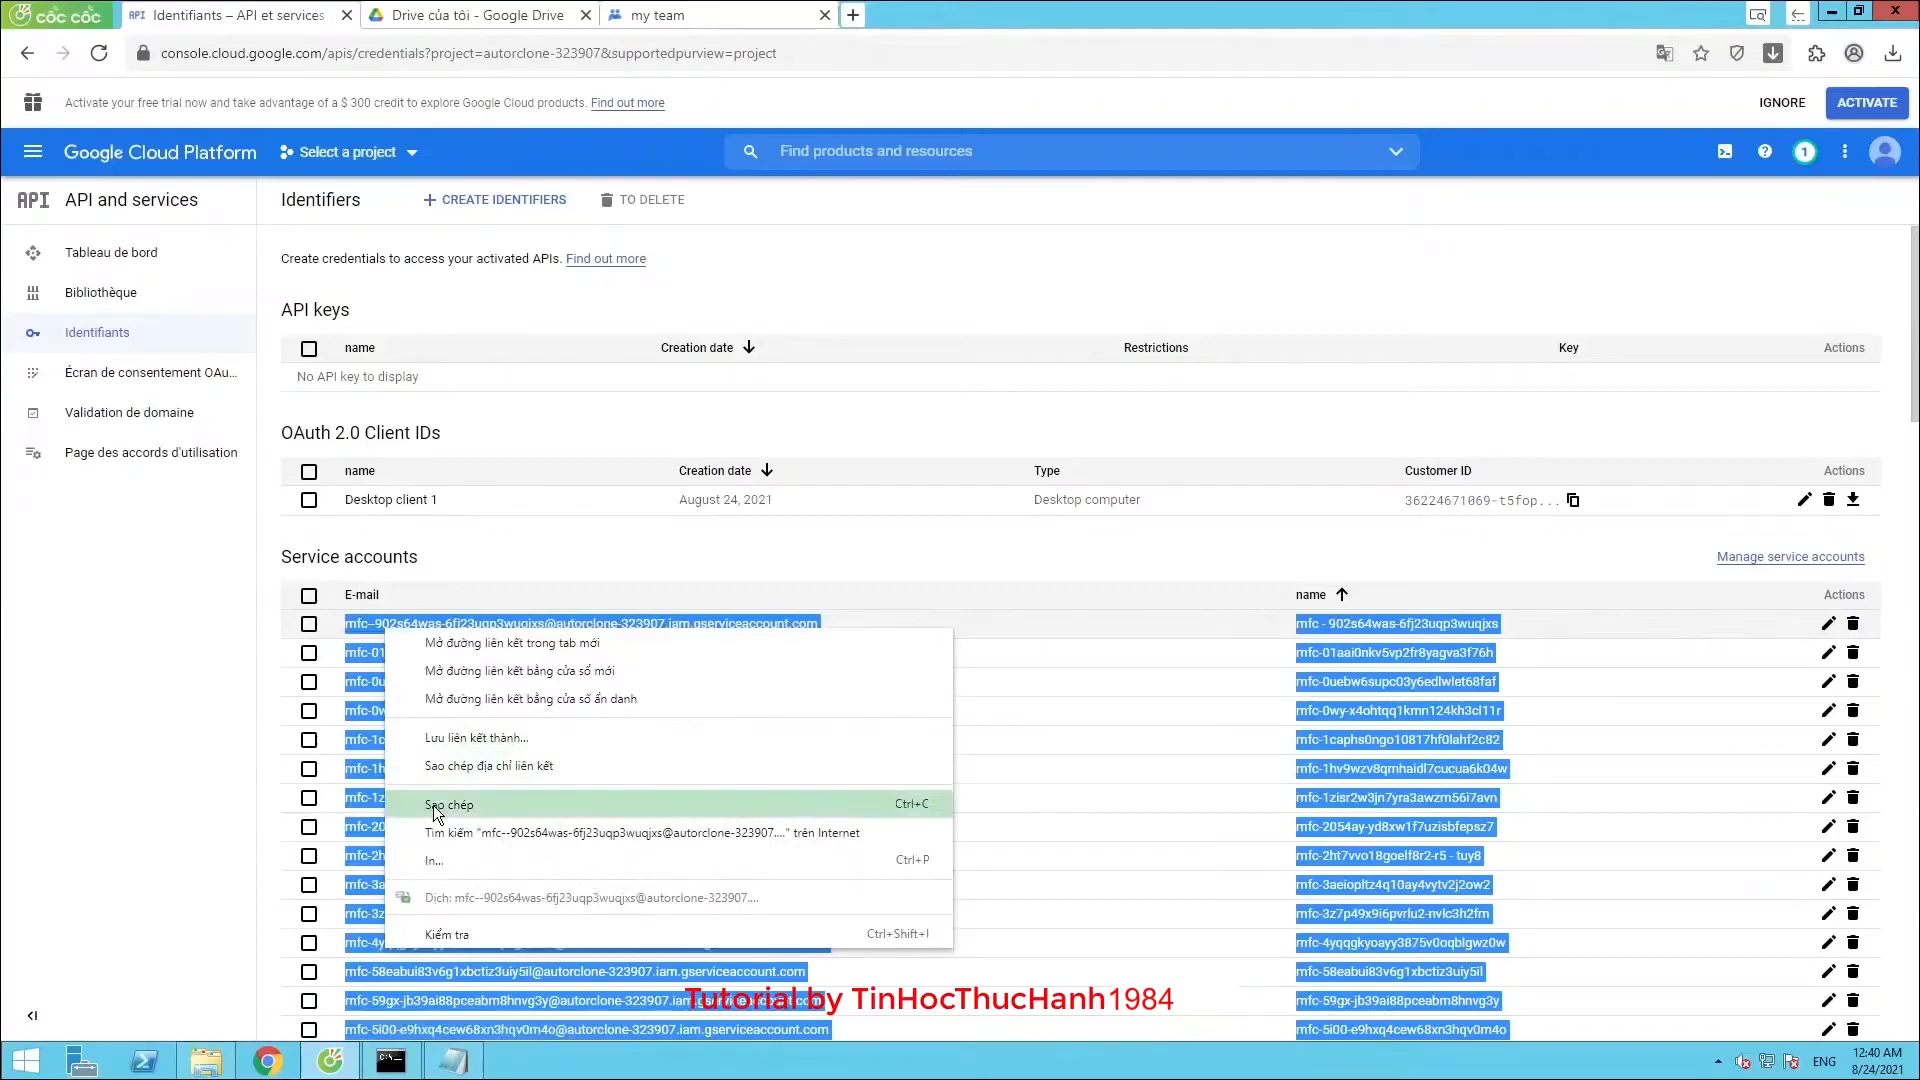 cốc cốc
API Identifiants – API et services
Drive của tôi - Google Drive
my team
console.cloud.google.com/apis/credentials?project=autorclone-323907&supportedpurview=project
Activate your free trial now and take advantage of a $ 300 credit to explore Google Cloud products. Find out more
IGNORE
ACTIVATE
Google Cloud Platform
Select a project
Find products and resources
1
API API and services
Identifiers
CREATE IDENTIFIERS
TO DELETE
Tableau de bord
Bibliothèque
Identifiants
Écran de consentement OAu...
Validation de domaine
Page des accords d'utilisation
Create credentials to access your activated APIs. Find out more
API keys
name Creation date Restrictions Key Actions
No API key to display
OAuth 2.0 Client IDs
name Creation date Type Customer ID Actions
Desktop client 1 August 24, 2021 Desktop computer 36224671069-t5fop...
Service accounts
Manage service accounts
E-mail name Actions
mfc--902s64was-6fj23uqp3wuqjxs@autorclone-323907.iam.gserviceaccount.com mfc - 902s64was-6fj23uqp3wuqjxs
mfc-01 mfc-01aai0nkv5vp2fr8yagva3f76h
mfc-0u mfc-0uebw6supc03y6edlwlet68faf
mfc-0w mfc-0wy-x4ohtqq1kmn124kh3cl11r
mfc-1c mfc-1caphs0ngo10817hf0lahf2c82
mfc-1h mfc-1hv9wzv8qmhaidl7cucua6k04w
mfc-1z mfc-1zisr2w3jn7yra3awzm56i7avn
mfc-20 mfc-2054ay-yd8xw1f7uzisbfepsz7
mfc-2h mfc-2ht7vvo18goelf8r2-r5 - tuy8
mfc-3a mfc-3aeiopltz4q10ay4vytv2j2ow2
mfc-3z mfc-3z7p49x9i6pvrlu2-nvlc3h2fm
mfc-4y mfc-4yqqgkyoayy3875v0oqblgwz0w
mfc-58eabui83v6g1xbctiz3uiy5il@autorclone-323907.iam.gserviceaccount.com mfc-58eabui83v6g1xbctiz3uiy5il
mfc-59gx-jb39ai88pceabm8hnvg3y@autorclone-323907.iam.gserviceaccount.com mfc-59gx-jb39ai88pceabm8hnvg3y
mfc-5i00-e9hxq4cew68xn3hqv0m4o@autorclone-323907.iam.gserviceaccount.com mfc-5i00-e9hxq4cew68xn3hqv0m4o
Mở đường liên kết trong tab mới
Mở đường liên kết bằng cửa sổ mới
Mở đường liên kết bằng cửa sổ ẩn danh
Lưu liên kết thành...
Sao chép địa chỉ liên kết
Sao chép Ctrl+C
Tìm kiếm "mfc--902s64was-6fj23uqp3wuqjxs@autorclone-323907...." trên Internet
In... Ctrl+P
Dịch: mfc--902s64was-6fj23uqp3wuqjxs@autorclone-323907....
Kiểm tra Ctrl+Shift+I
Tutorial by TinHocThucHanh1984
ENG
12:40 AM
8/24/2021